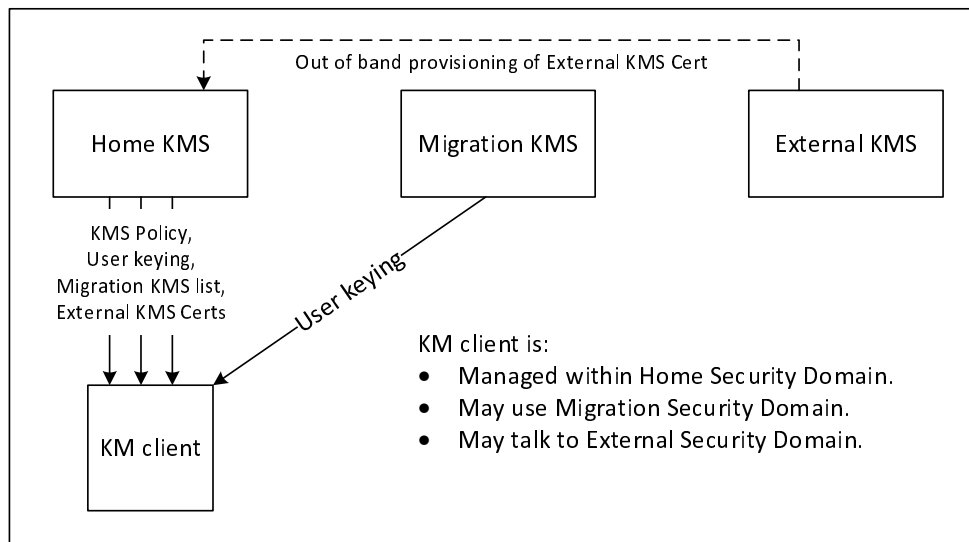 Out of band provisioning of External KMS Cert
Home KMS
Migration KMS
External KMS
KMS Policy,
User keying,
Migration KMS list,
External KMS Certs
User keying
KM client is:
• Managed within Home Security Domain.
• May use Migration Security Domain.
• May talk to External Security Domain.
KM client